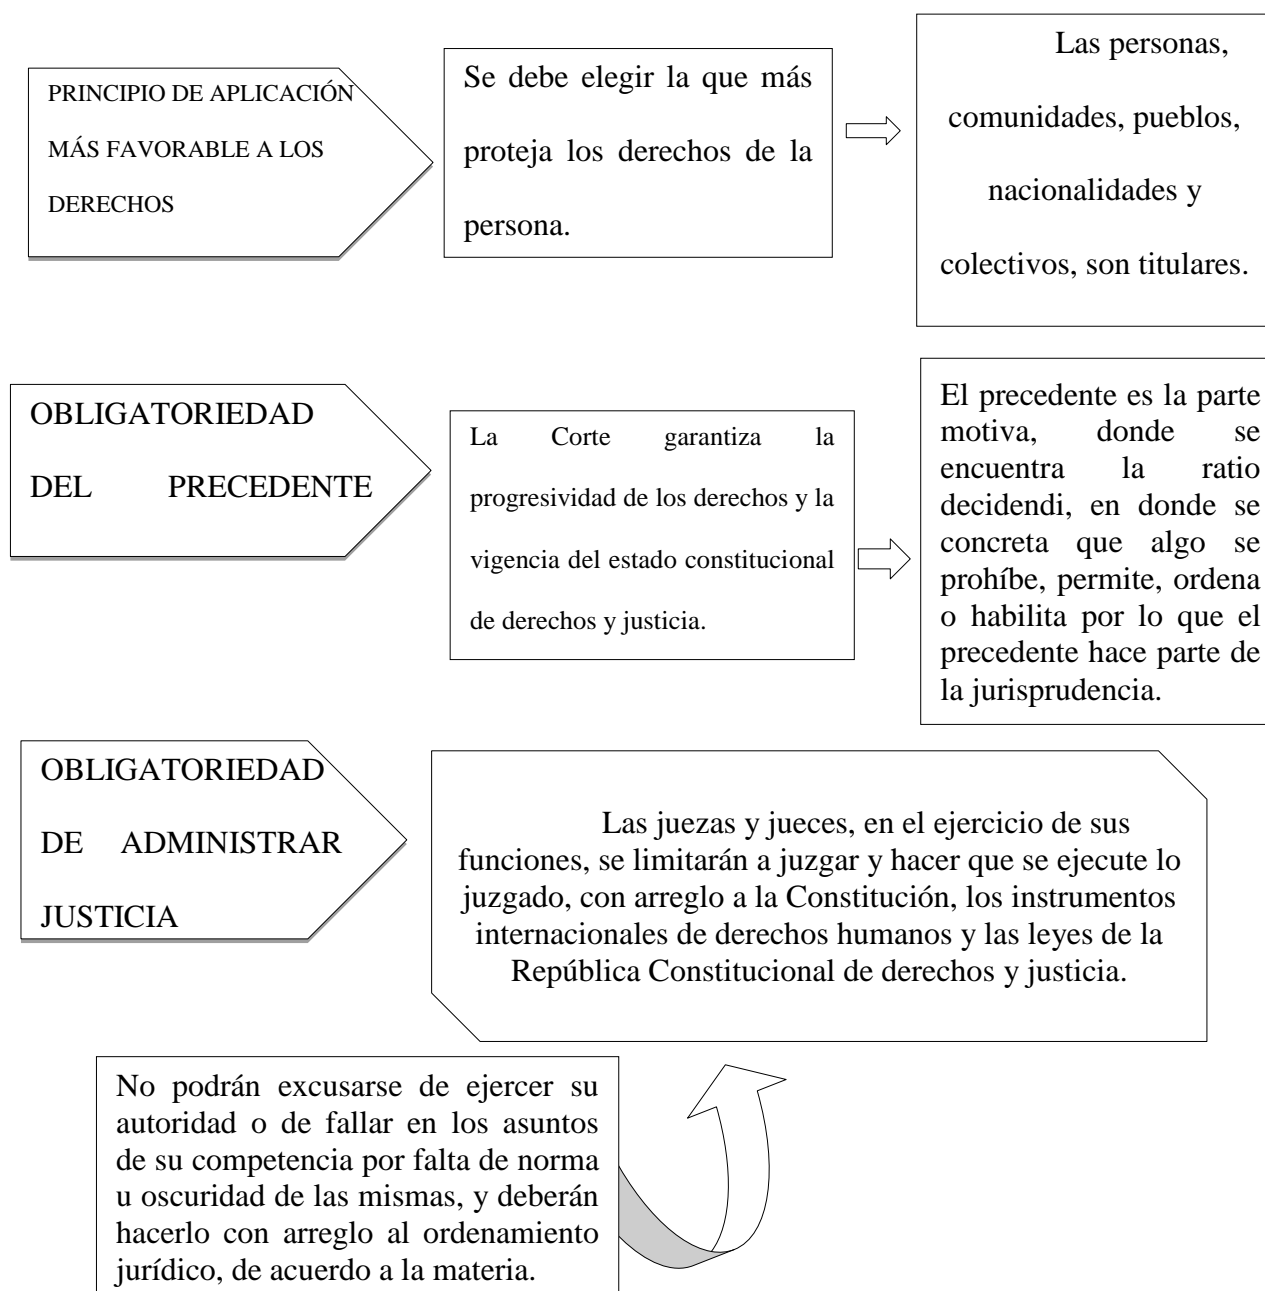 PRINCIPIO DE APLICACIÓN
MÁS FAVORABLE A LOS
DERECHOS
Se debe elegir la que más
proteja los derechos de la
persona.
Las personas,
comunidades, pueblos,
nacionalidades y
colectivos, son titulares.
OBLIGATORIEDAD
DEL PRECEDENTE
La Corte garantiza la
progresividad de los derechos y la
vigencia del estado constitucional
de derechos y justicia.
El precedente es la parte
motiva, donde se
encuentra la ratio
decidendi, en donde se
concreta que algo se
prohíbe, permite, ordena
o habilita por lo que el
precedente hace parte de
la jurisprudencia.
OBLIGATORIEDAD
DE ADMINISTRAR
JUSTICIA
Las juezas y jueces, en el ejercicio de sus
funciones, se limitarán a juzgar y hacer que se ejecute lo
juzgado, con arreglo a la Constitución, los instrumentos
internacionales de derechos humanos y las leyes de la
República Constitucional de derechos y justicia.
No podrán excusarse de ejercer su
autoridad o de fallar en los asuntos
de su competencia por falta de norma
u oscuridad de las mismas, y deberán
hacerlo con arreglo al ordenamiento
jurídico, de acuerdo a la materia.